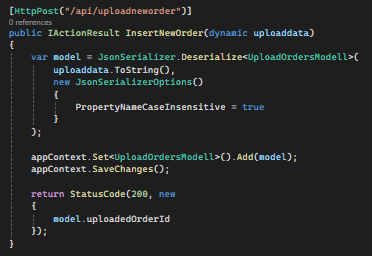 [HttpPost("/api/uploadneworder")]
0 references
public IActionResult InsertNewOrder(dynamic uploaddata)
{
var model = JsonSerializer.Deserialize<UploadOrdersModell>(
uploaddata.ToString(),
new JsonSerializerOptions()
{
PropertyNameCaseInsensitive = true
}
);
appContext.Set<UploadOrdersModell>().Add(model);
appContext.SaveChanges();
return StatusCode(200, new
{
model.uploadedOrderId
});
}